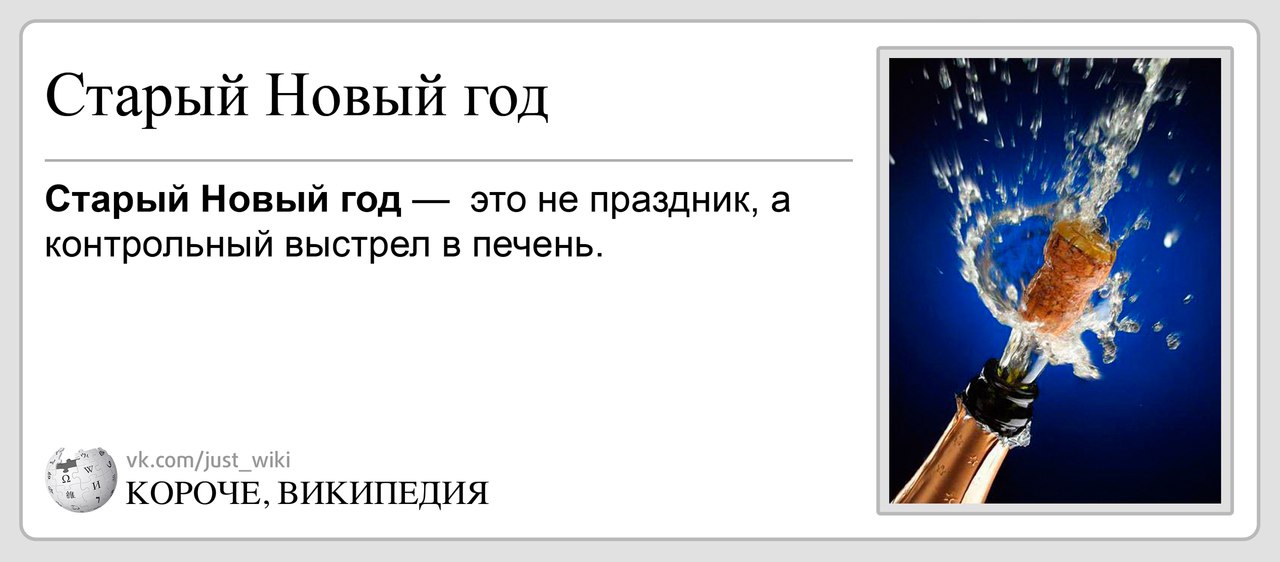 Старый Новый год
Старый Новый год — это не праздник, а
контрольный выстрел в печень.
vk.com/just_wiki
КОРОЧЕ, ВИКИПЕДИЯ